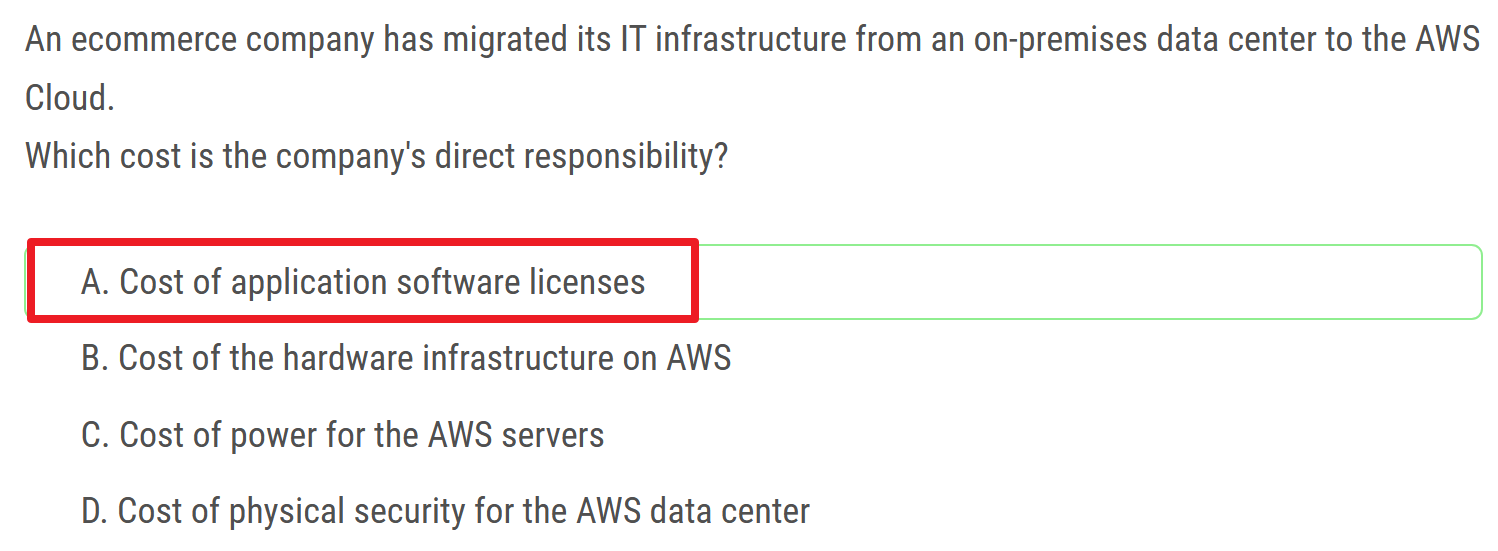 An ecommerce company has migrated its IT infrastructure from an on-premises data center to the AWS
Cloud.
Which cost is the company's direct responsibility?
A. Cost of application software licenses
B. Cost of the hardware infrastructure on AWS
C. Cost of power for the AWS servers
D. Cost of physical security for the AWS data center